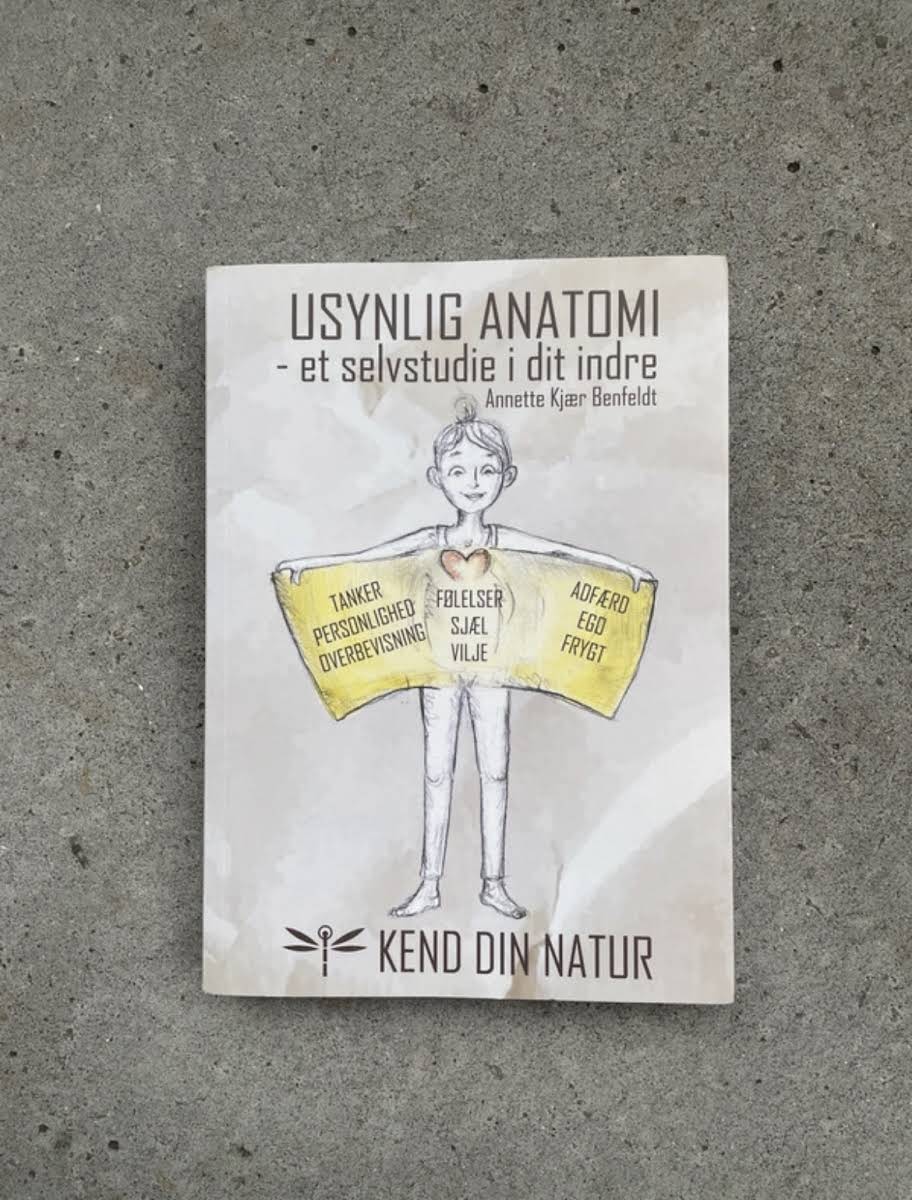 USYNLIG ANATOMI
- et selvstudie i dit indre
Annette Kjær Benfeldt
TANKER
PERSONLIGHED
OVERBEVISNING
FØLELSER
SJÆL
VILJE
ADFÆRD
EGO
FRYGT
KEND DIN NATUR